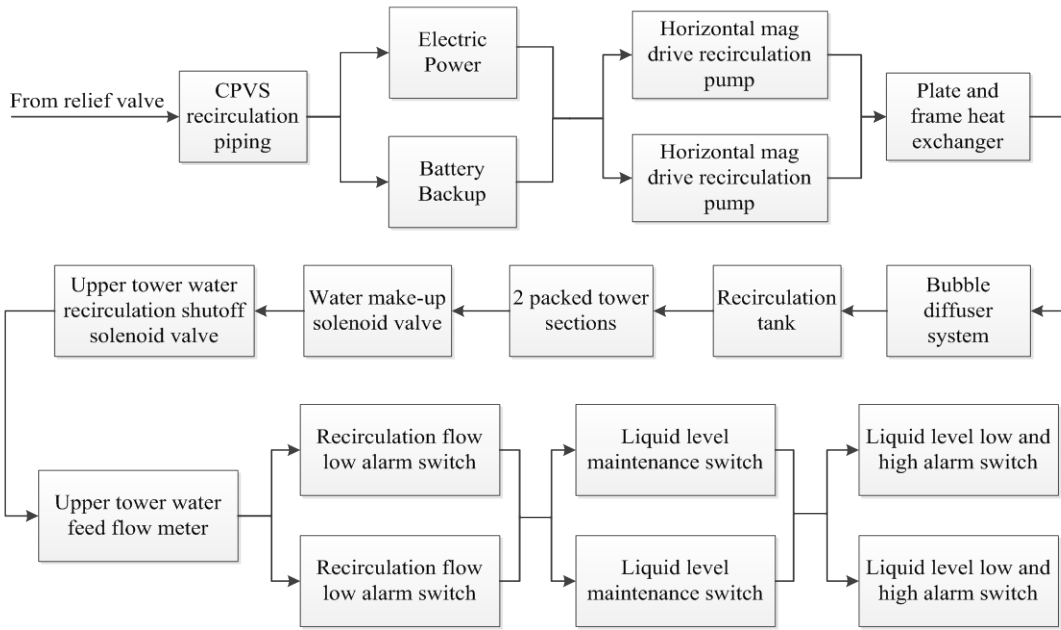 From relief valve
CPVS
recirculation
piping
Electric
Power
Battery
Backup
Horizontal mag
drive recirculation
pump
Horizontal mag
drive recirculation
pump
Plate and
frame heat
exchanger
Upper tower water
recirculation shutoff
solenoid valve
Water make-up
solenoid valve
2 packed tower
sections
Recirculation
tank
Bubble
diffuser
system
Upper tower water
feed flow meter
Recirculation flow
low alarm switch
Recirculation flow
low alarm switch
Liquid level
maintenance switch
Liquid level
maintenance switch
Liquid level low and
high alarm switch
Liquid level low and
high alarm switch